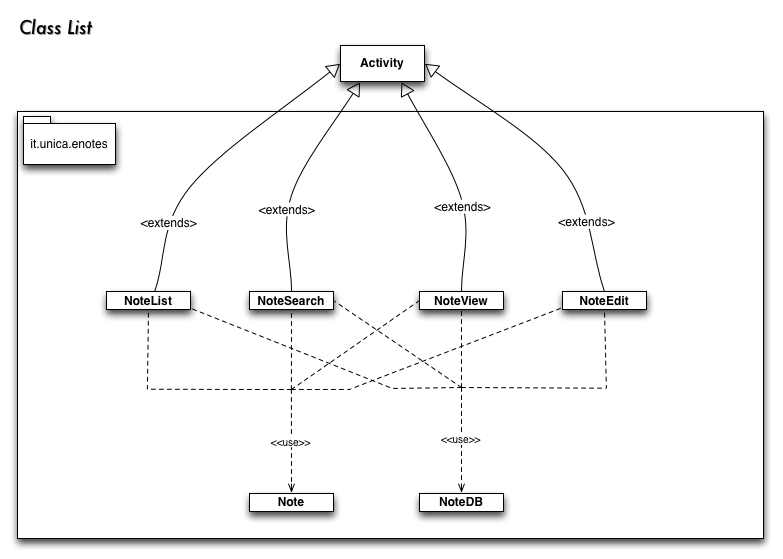 Class List
Activity
it.unica.enotes
<extends>
<extends>
<extends>
<extends>
NoteList
NoteSearch
NoteView
NoteEdit
<<use>>
<<use>>
Note
NoteDB